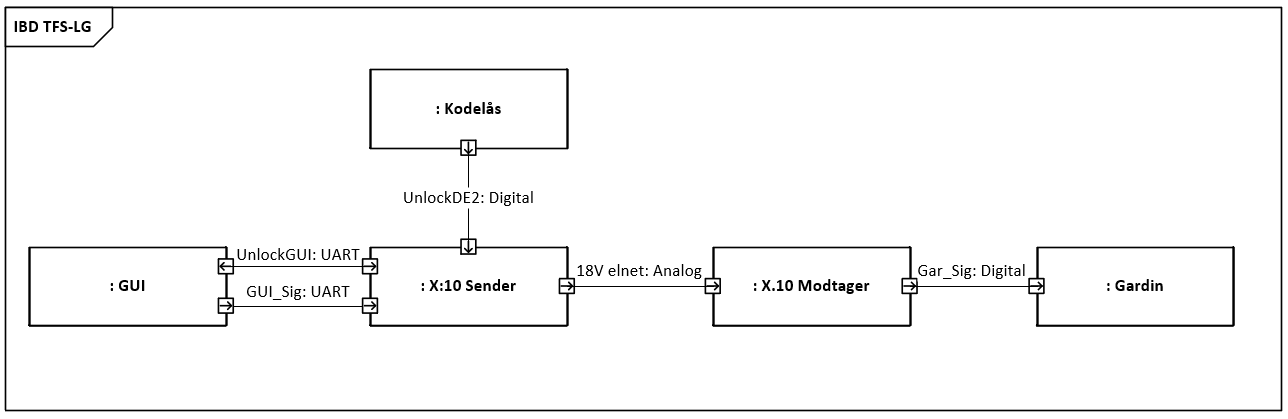 IBD TFS-LG
: Kodelås
UnlockDE2: Digital
UnlockGUI: UART
GUI_Sig: UART
: GUI
: X:10 Sender
18V elnet: Analog
: X.10 Modtager
Gar_Sig: Digital
: Gardin